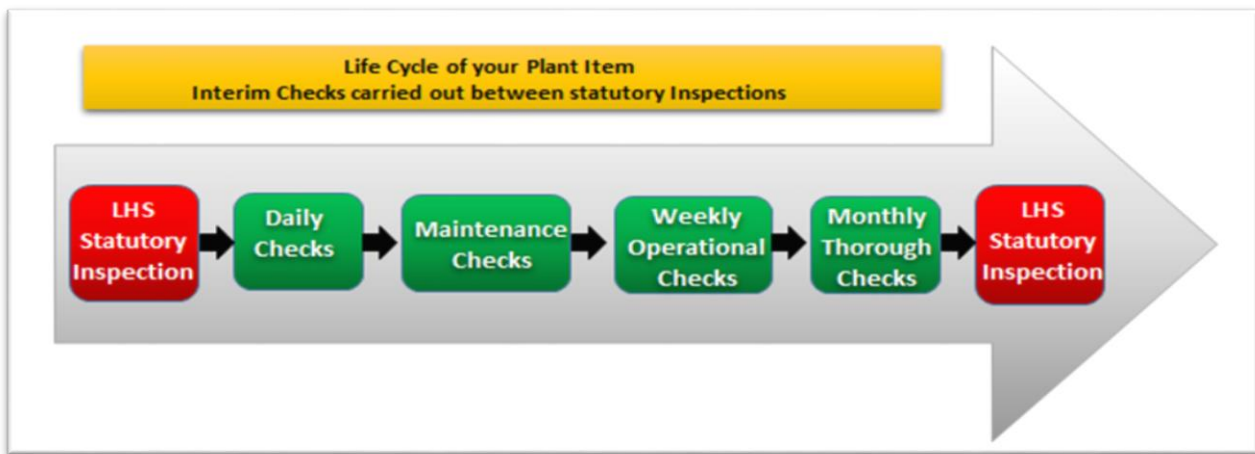 Life Cycle of your Plant Item
Interim Checks carried out between statutory Inspections
LHS
Statutory
Inspection
Daily
Checks
Maintenance
Checks
Weekly
Operational
Checks
Monthly
Thorough
Checks
LHS
Statutory
Inspection